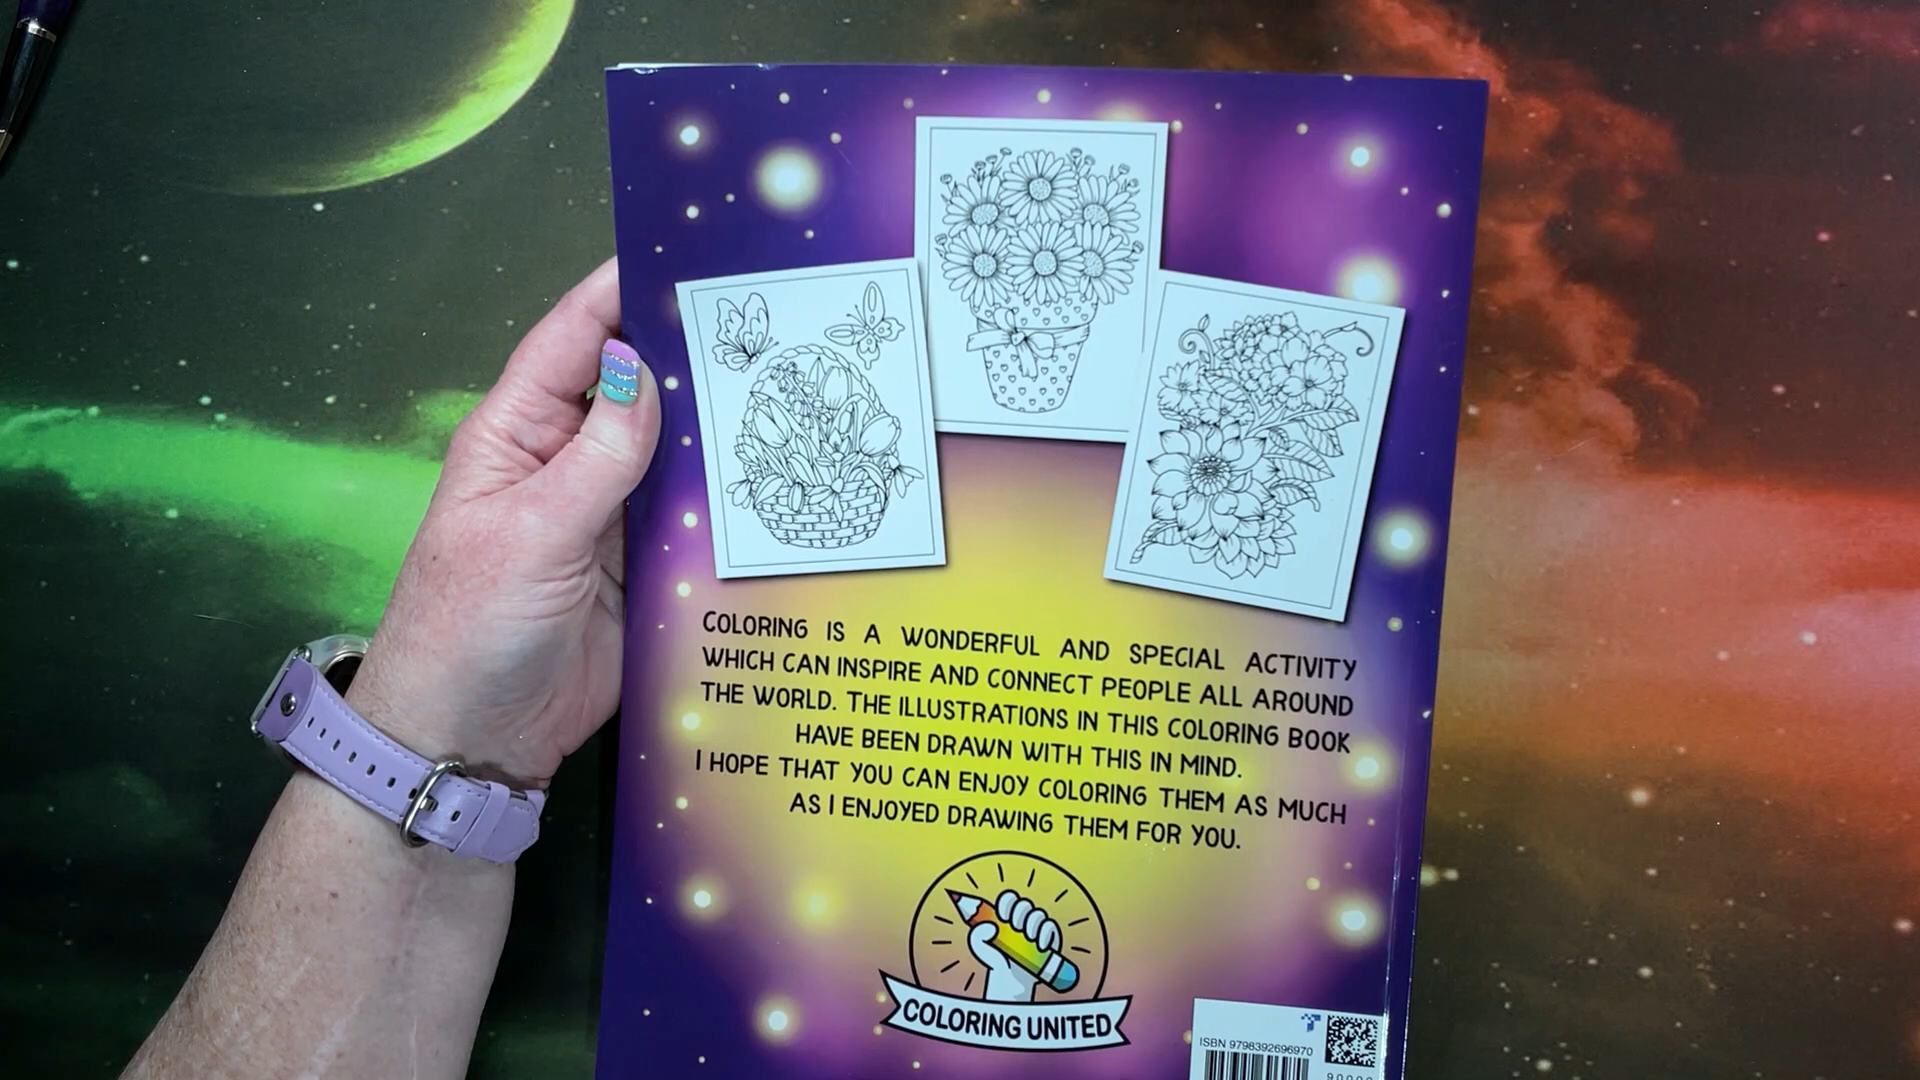 COLORING IS A WONDERFUL AND SPECIAL ACTIVITY
WHICH CAN INSPIRE AND CONNECT PEOPLE ALL AROUND
THE WORLD. THE ILLUSTRATIONS IN THIS COLORING BOOK
HAVE BEEN DRAWN WITH THIS IN MIND.
I HOPE THAT YOU CAN ENJOY COLORING THEM AS MUCH
AS I ENJOYED DRAWING THEM FOR YOU.
COLORING UNITED
ISBN 9798392696970
90000